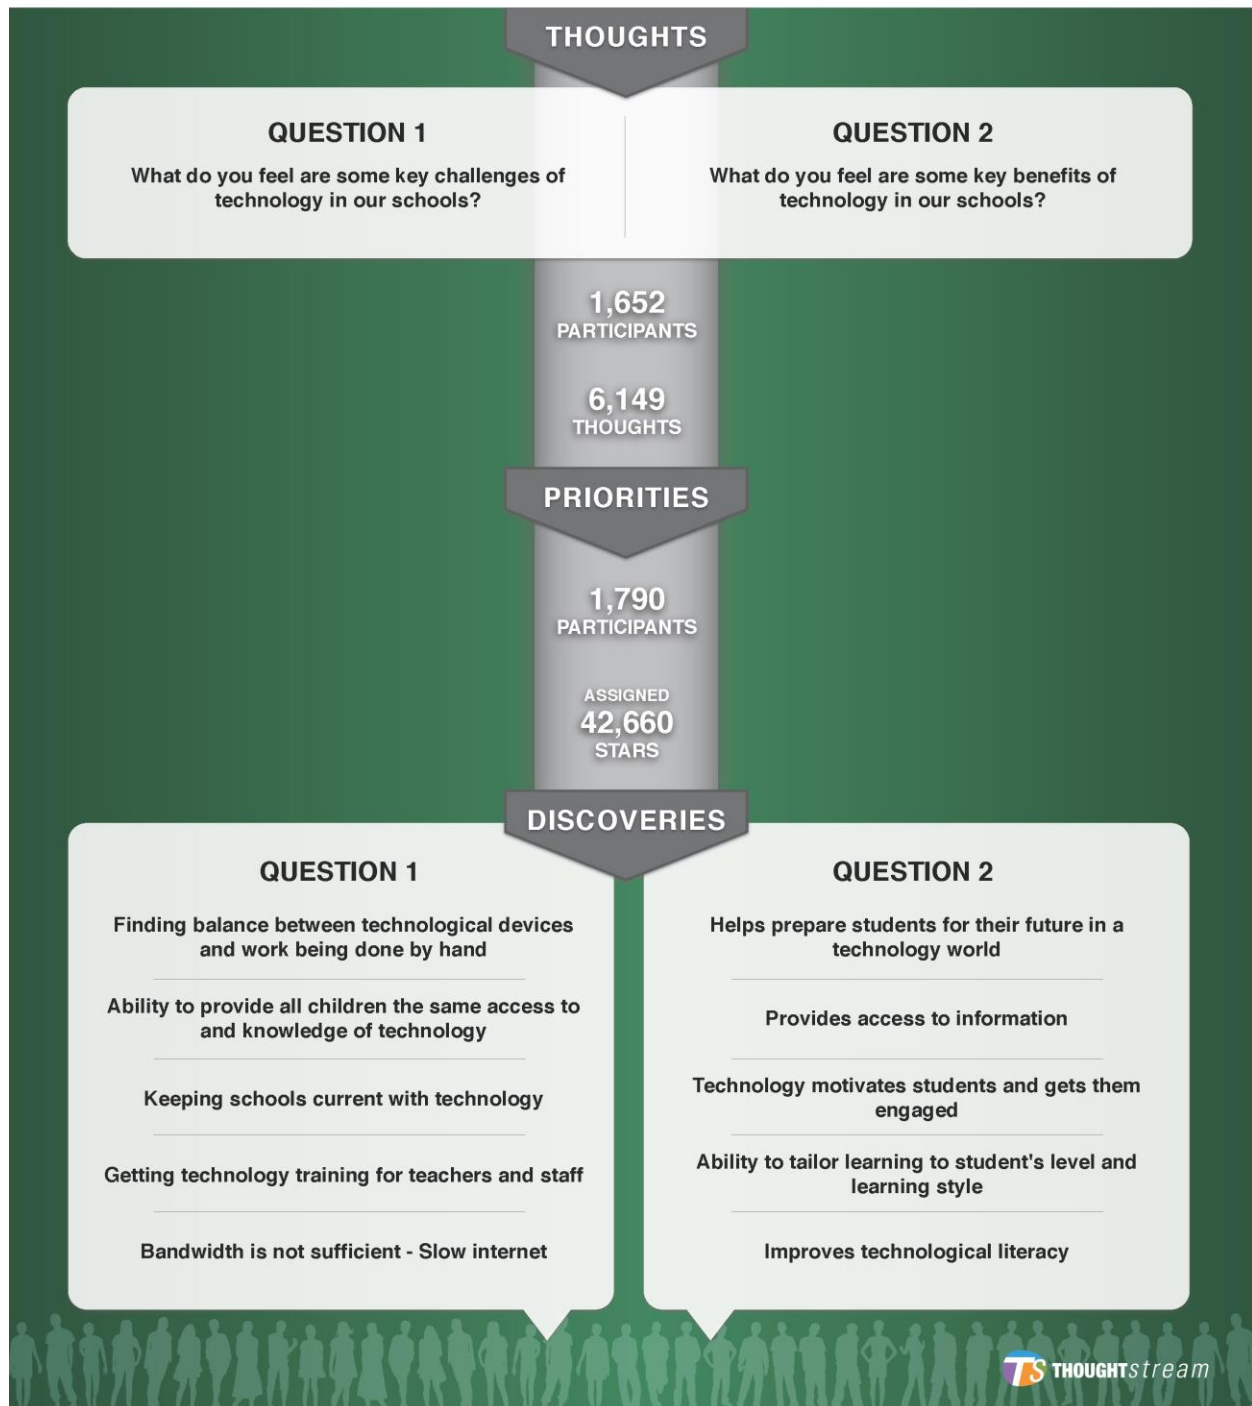 THOUGHTS
QUESTION 1
What do you feel are some key challenges of
technology in our schools?
QUESTION 2
What do you feel are some key benefits of
technology in our schools?
1,652
PARTICIPANTS
6,149
THOUGHTS
PRIORITIES
1,790
PARTICIPANTS
ASSIGNED
42,660
STARS
DISCOVERIES
QUESTION 1
Finding balance between technological devices
and work being done by hand
Ability to provide all children the same access to
and knowledge of technology
Keeping schools current with technology
Getting technology training for teachers and staff
Bandwidth is not sufficient - Slow internet
QUESTION 2
Helps prepare students for their future in a
technology world
Provides access to information
Technology motivates students and gets them
engaged
Ability to tailor learning to student's level and
learning style
Improves technological literacy
TS THOUGHTstream